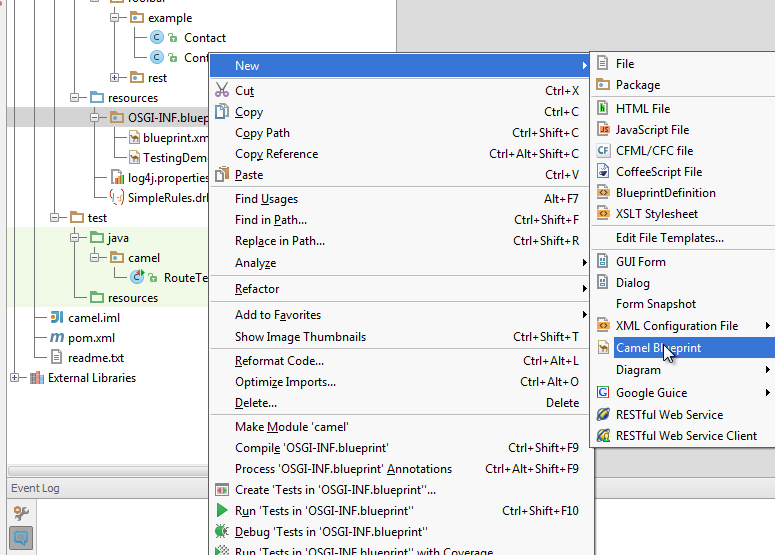 toolbar
example
Contact
Cont
rest
resources
OSGI-INF.bluep
blueprint.xm
TestingDem
log4j.properties
SimpleRules.drl
test
java
camel
RouteTe
resources
camel.iml
pom.xml
readme.txt
External Libraries
Event Log
New
Cut Ctrl+X
Copy Ctrl+C
Copy Path Ctrl+Shift+C
Copy Reference Ctrl+Alt+Shift+C
Paste Ctrl+V
Find Usages Alt+F7
Find in Path... Ctrl+Shift+F
Replace in Path... Ctrl+Shift+R
Analyze
Refactor
Add to Favorites
Show Image Thumbnails Ctrl+Shift+T
Reformat Code... Ctrl+Alt+L
Optimize Imports... Ctrl+Alt+O
Delete... Delete
Make Module 'camel'
Compile 'OSGI-INF.blueprint' Ctrl+Shift+F9
Process 'OSGI-INF.blueprint' Annotations Ctrl+Alt+Shift+F9
Create 'Tests in 'OSGI-INF.blueprint''...
Run 'Tests in 'OSGI-INF.blueprint'' Ctrl+Shift+F10
Debug 'Tests in 'OSGI-INF.blueprint''
Run 'Tests in 'OSGI-INF.blueprint'' with Coverage
File
Package
HTML File
JavaScript File
CFML/CFC file
CoffeeScript File
BlueprintDefinition
XSLT Stylesheet
Edit File Templates...
GUI Form
Dialog
Form Snapshot
XML Configuration File
Camel Blueprint
Diagram
Google Guice
RESTful Web Service
RESTful Web Service Client